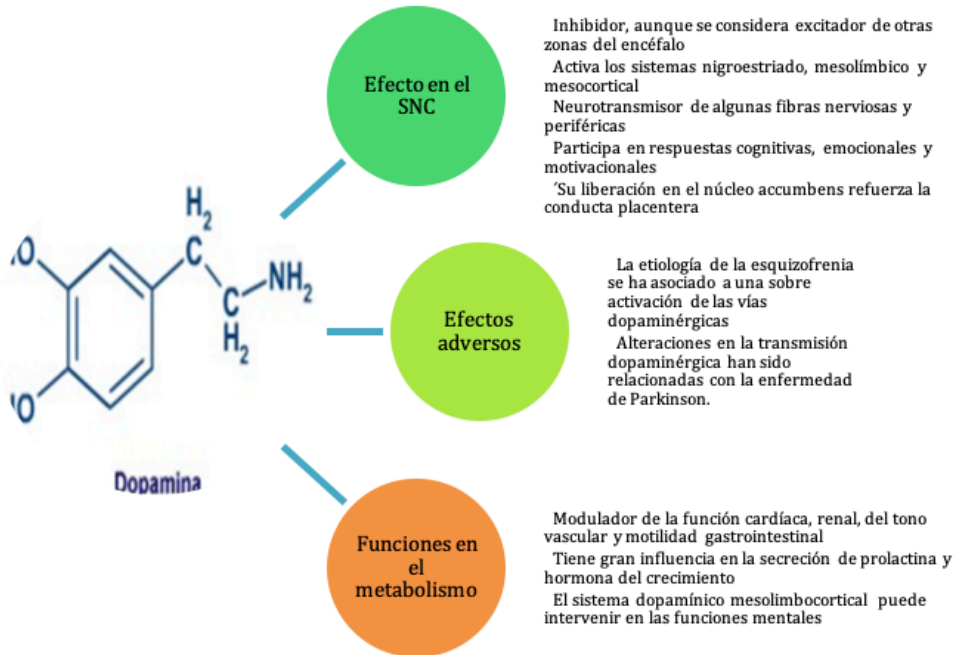 Efecto en el
SNC
Inhibidor, aunque se considera excitador de otras
zonas del encéfalo
Activa los sistemas nigroestriado, mesolímbico y
mesocortical
Neurotransmisor de algunas fibras nerviosas y
periféricas
Participa en respuestas cognitivas, emocionales y
motivacionales
´Su liberación en el núcleo accumbens refuerza la
conducta placentera
H2
C
NH2
C
H2
O
O
Dopamina
Efectos
adversos
La etiología de la esquizofrenia
se ha asociado a una sobre
activación de las vías
dopaminérgicas
Alteraciones en la transmisión
dopaminérgica han sido
relacionadas con la enfermedad
de Parkinson.
Funciones en
el
metabolismo
Modulador de la función cardíaca, renal, del tono
vascular y motilidad gastrointestinal
Tiene gran influencia en la secreción de prolactina y
hormona del crecimiento
El sistema dopamínico mesolimbocortical puede
intervenir en las funciones mentales